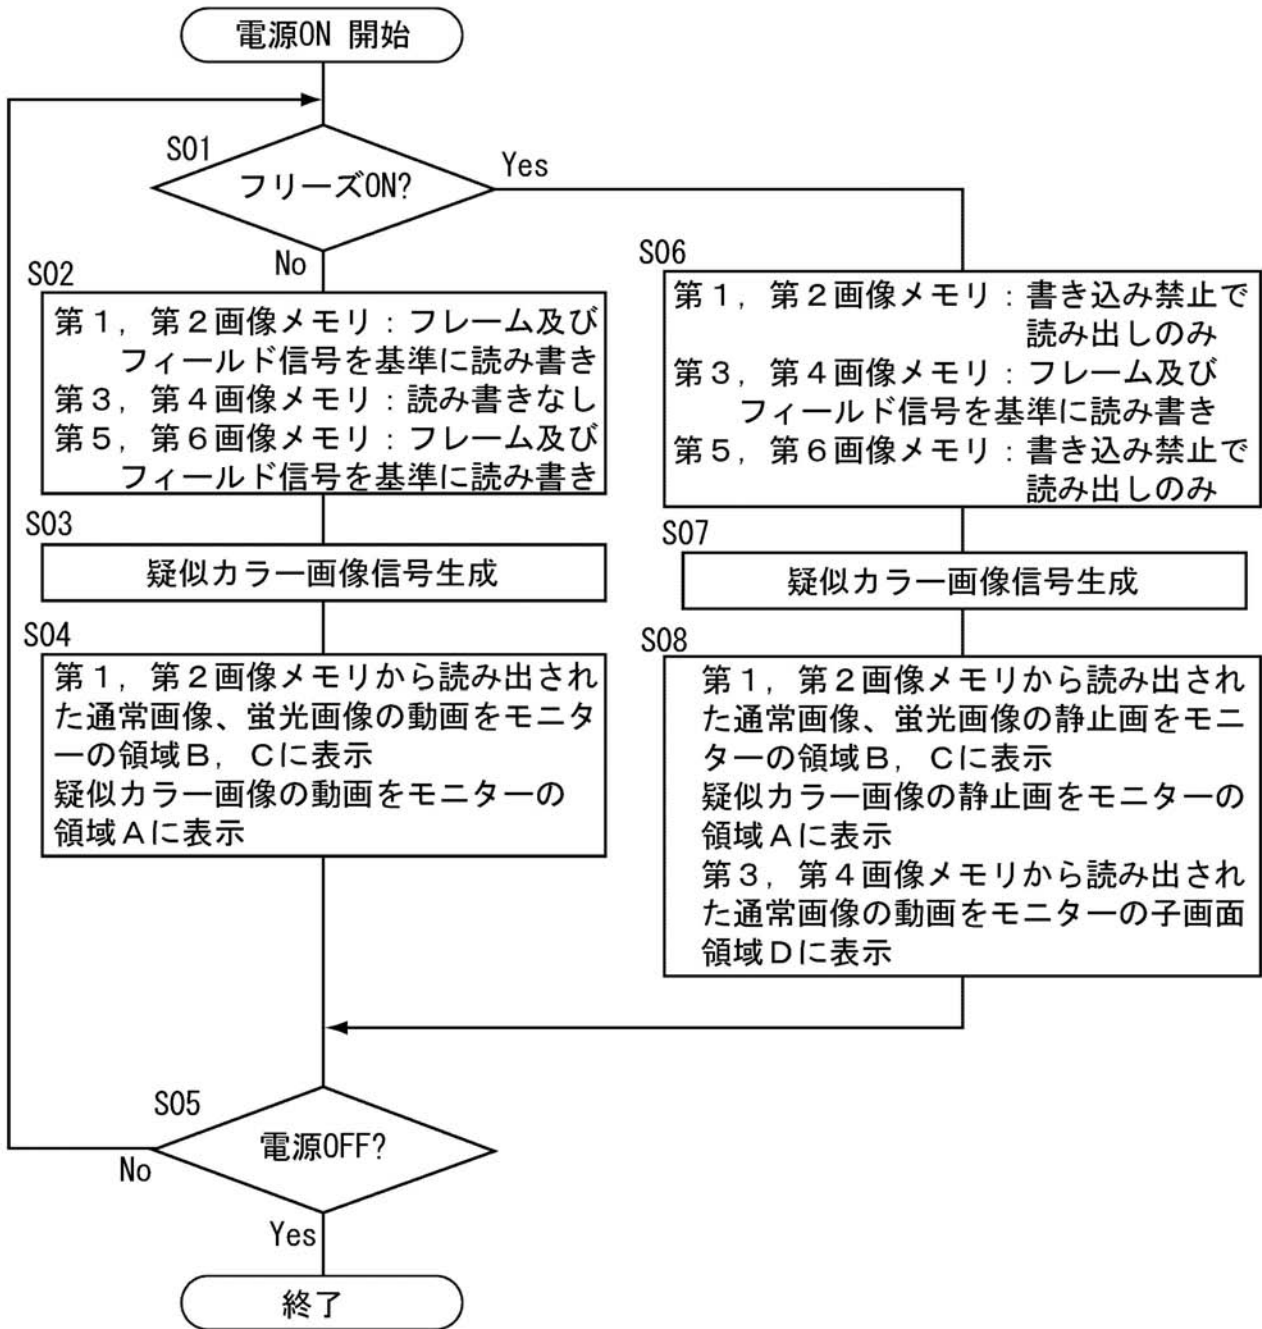 電源ON 開始
S01
フリーズON?
Yes
No
S02
第１，第２画像メモリ：フレーム及び
フィールド信号を基準に読み書き
第３，第４画像メモリ：読み書きなし
第５，第６画像メモリ：フレーム及び
フィールド信号を基準に読み書き
S03
疑似カラー画像信号生成
S04
第１，第２画像メモリから読み出され
た通常画像、蛍光画像の動画をモニタ
ーの領域Ｂ，Ｃに表示
疑似カラー画像の動画をモニターの
領域Ａに表示
S06
第１，第２画像メモリ：書き込み禁止で
読み出しのみ
第３，第４画像メモリ：フレーム及び
フィールド信号を基準に読み書き
第５，第６画像メモリ：書き込み禁止で
読み出しのみ
S07
疑似カラー画像信号生成
S08
第１，第２画像メモリから読み出され
た通常画像、蛍光画像の静止画をモニ
ターの領域Ｂ，Ｃに表示
疑似カラー画像の静止画をモニターの
領域Ａに表示
第３，第４画像メモリから読み出され
た通常画像の動画をモニターの子画面
領域Ｄに表示
S05
電源OFF?
No
Yes
終了